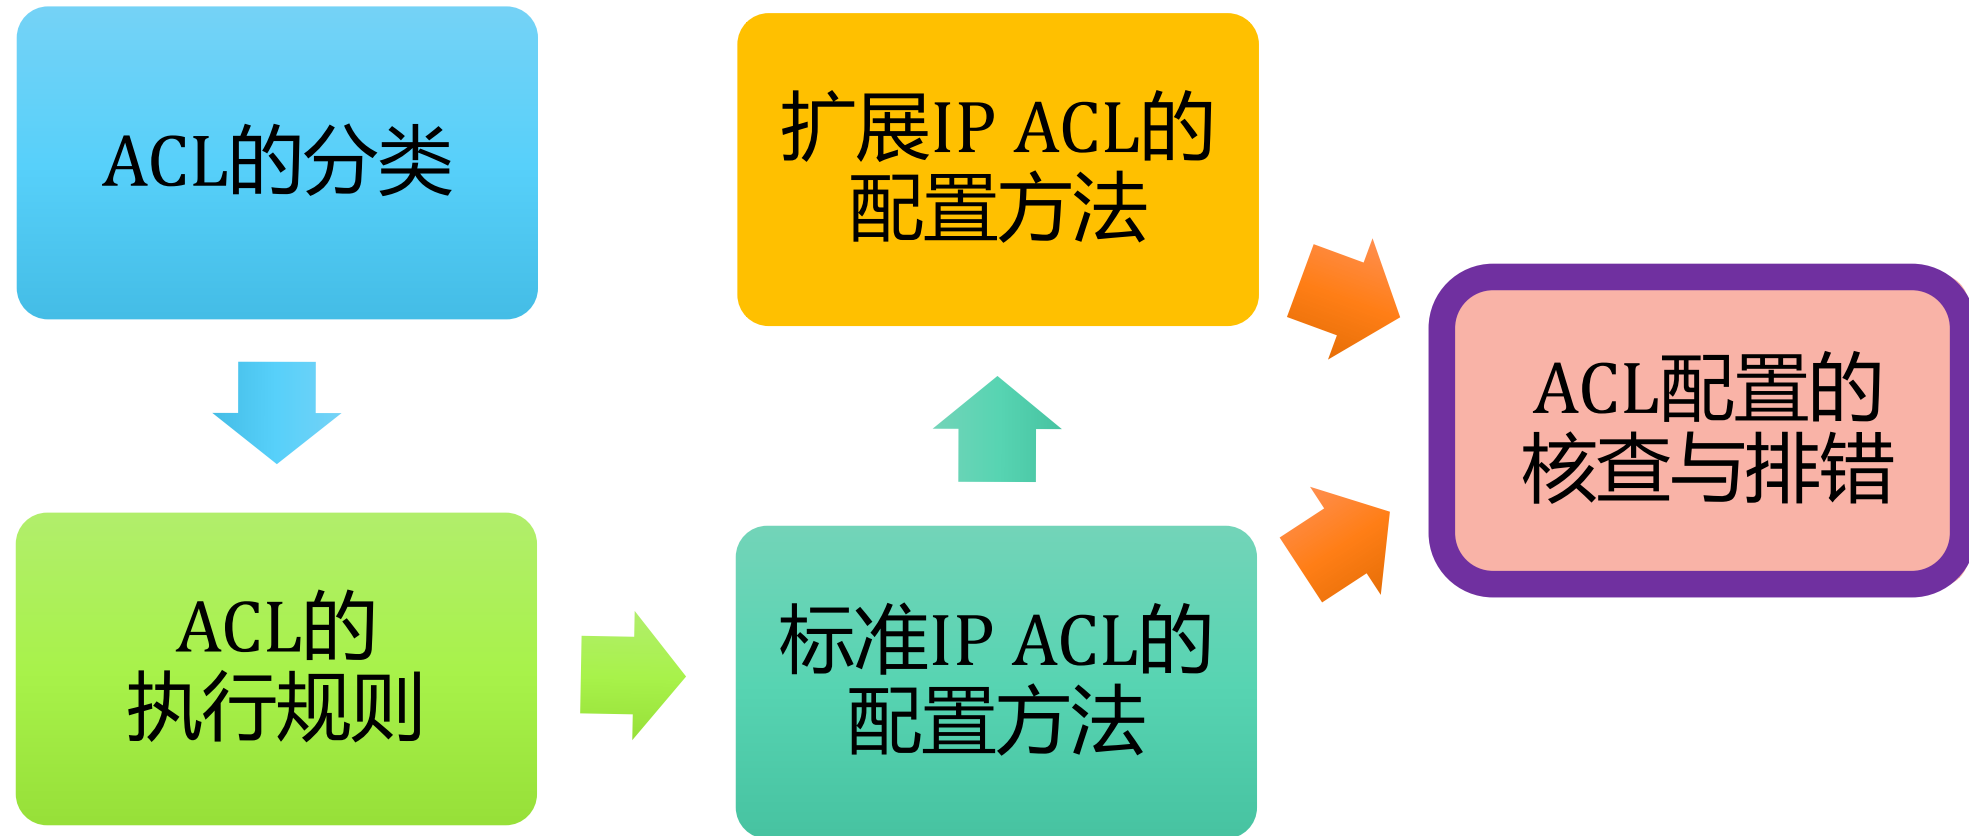 ACL的分类
ACL的
执行规则
标准IP ACL的
配置方法
扩展IP ACL的
配置方法
ACL配置的
核查与排错